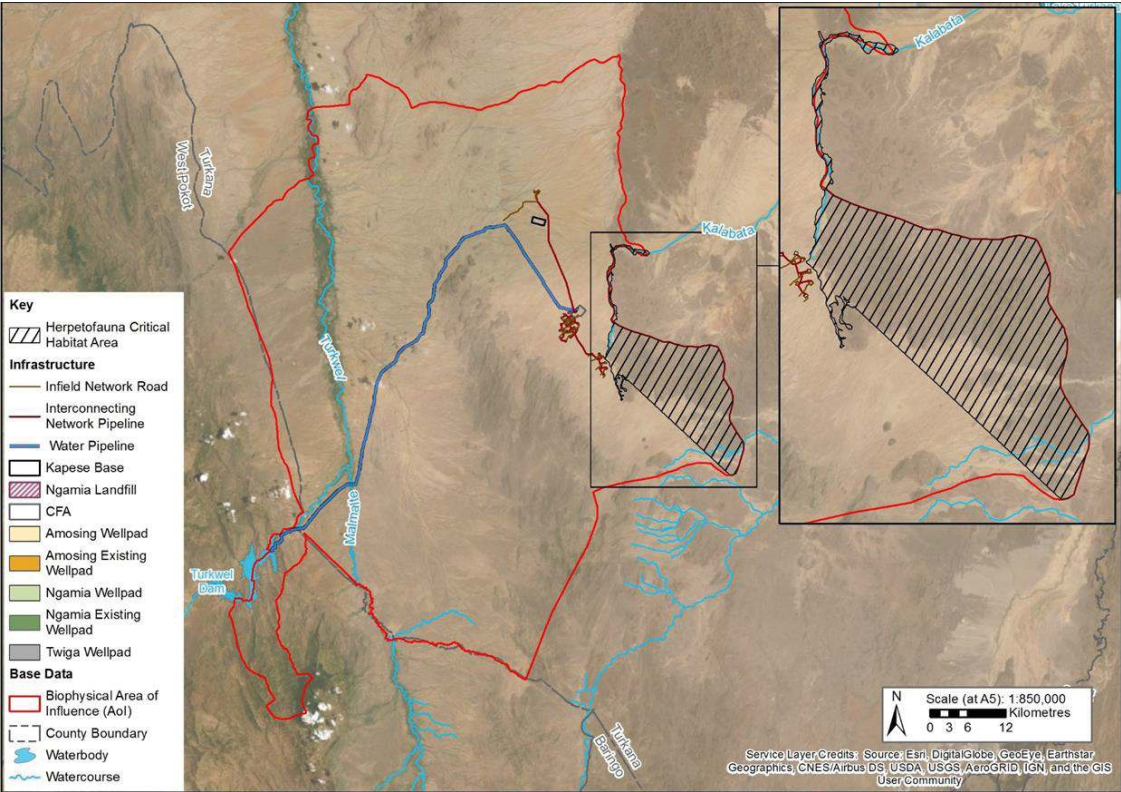 Kalabata
Kalabata
Turkana
West Pokot
Turkwel
Malmalte
Turkwel
Dam
Turkana
Baringo
Key
Herpetofauna Critical
Habitat Area
Infrastructure
Infield Network Road
Interconnecting
Network Pipeline
Water Pipeline
Kapese Base
Ngamia Landfill
CFA
Amosing Wellpad
Amosing Existing
Wellpad
Ngamia Wellpad
Ngamia Existing
Wellpad
Twiga Wellpad
Base Data
Biophysical Area of
Influence (AoI)
County Boundary
Waterbody
Watercourse
N
Scale (at A5): 1:850,000
Kilometres
0 3 6 12
Service Layer Credits: Source: Esri, DigitalGlobe, GeoEye, Earthstar
Geographics, CNES/Airbus DS, USDA, USGS, AeroGRID, IGN, and the GIS
User Community